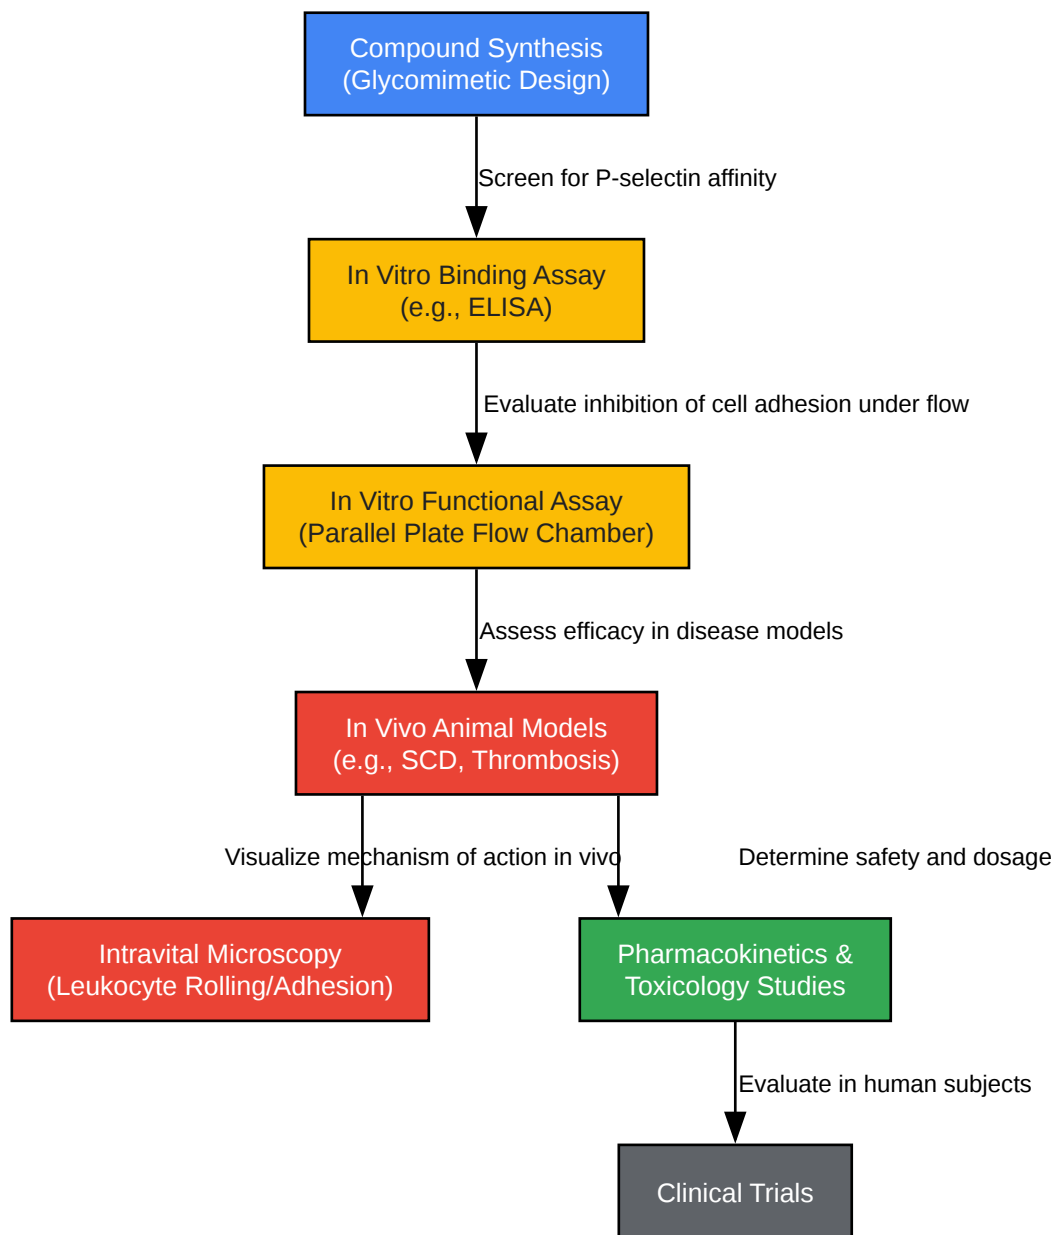 Compound Synthesis
(Glycomimetic Design)
Screen for P-selectin affinity
In Vitro Binding Assay
(e.g., ELISA)
Evaluate inhibition of cell adhesion under flow
In Vitro Functional Assay
(Parallel Plate Flow Chamber)
Assess efficacy in disease models
In Vivo Animal Models
(e.g., SCD, Thrombosis)
Visualize mechanism of action in vivo
Determine safety and dosage
Intravital Microscopy
(Leukocyte Rolling/Adhesion)
Pharmacokinetics &
Toxicology Studies
Evaluate in human subjects
Clinical Trials